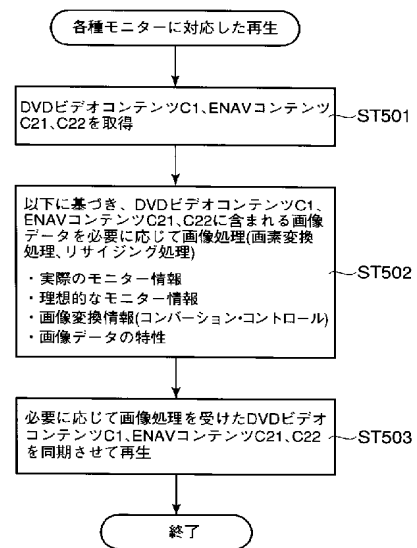 各種モニターに対応した再生
DVDビデオコンテンツC1、ENAVコンテンツ
C21、C22を取得
ST501
以下に基づき、DVDビデオコンテンツC1、
ENAVコンテンツC21、C22に含まれる画像
データを必要に応じて画像処理(画素変換
処理、リサイジング処理)
・実際のモニター情報
・理想的なモニター情報
・画像変換情報(コンバーション・コントロール)
・画像データの特性
ST502
必要に応じて画像処理を受けたDVDビデオ
コンテンツC1、ENAVコンテンツC21、C22
を同期させて再生
ST503
終了